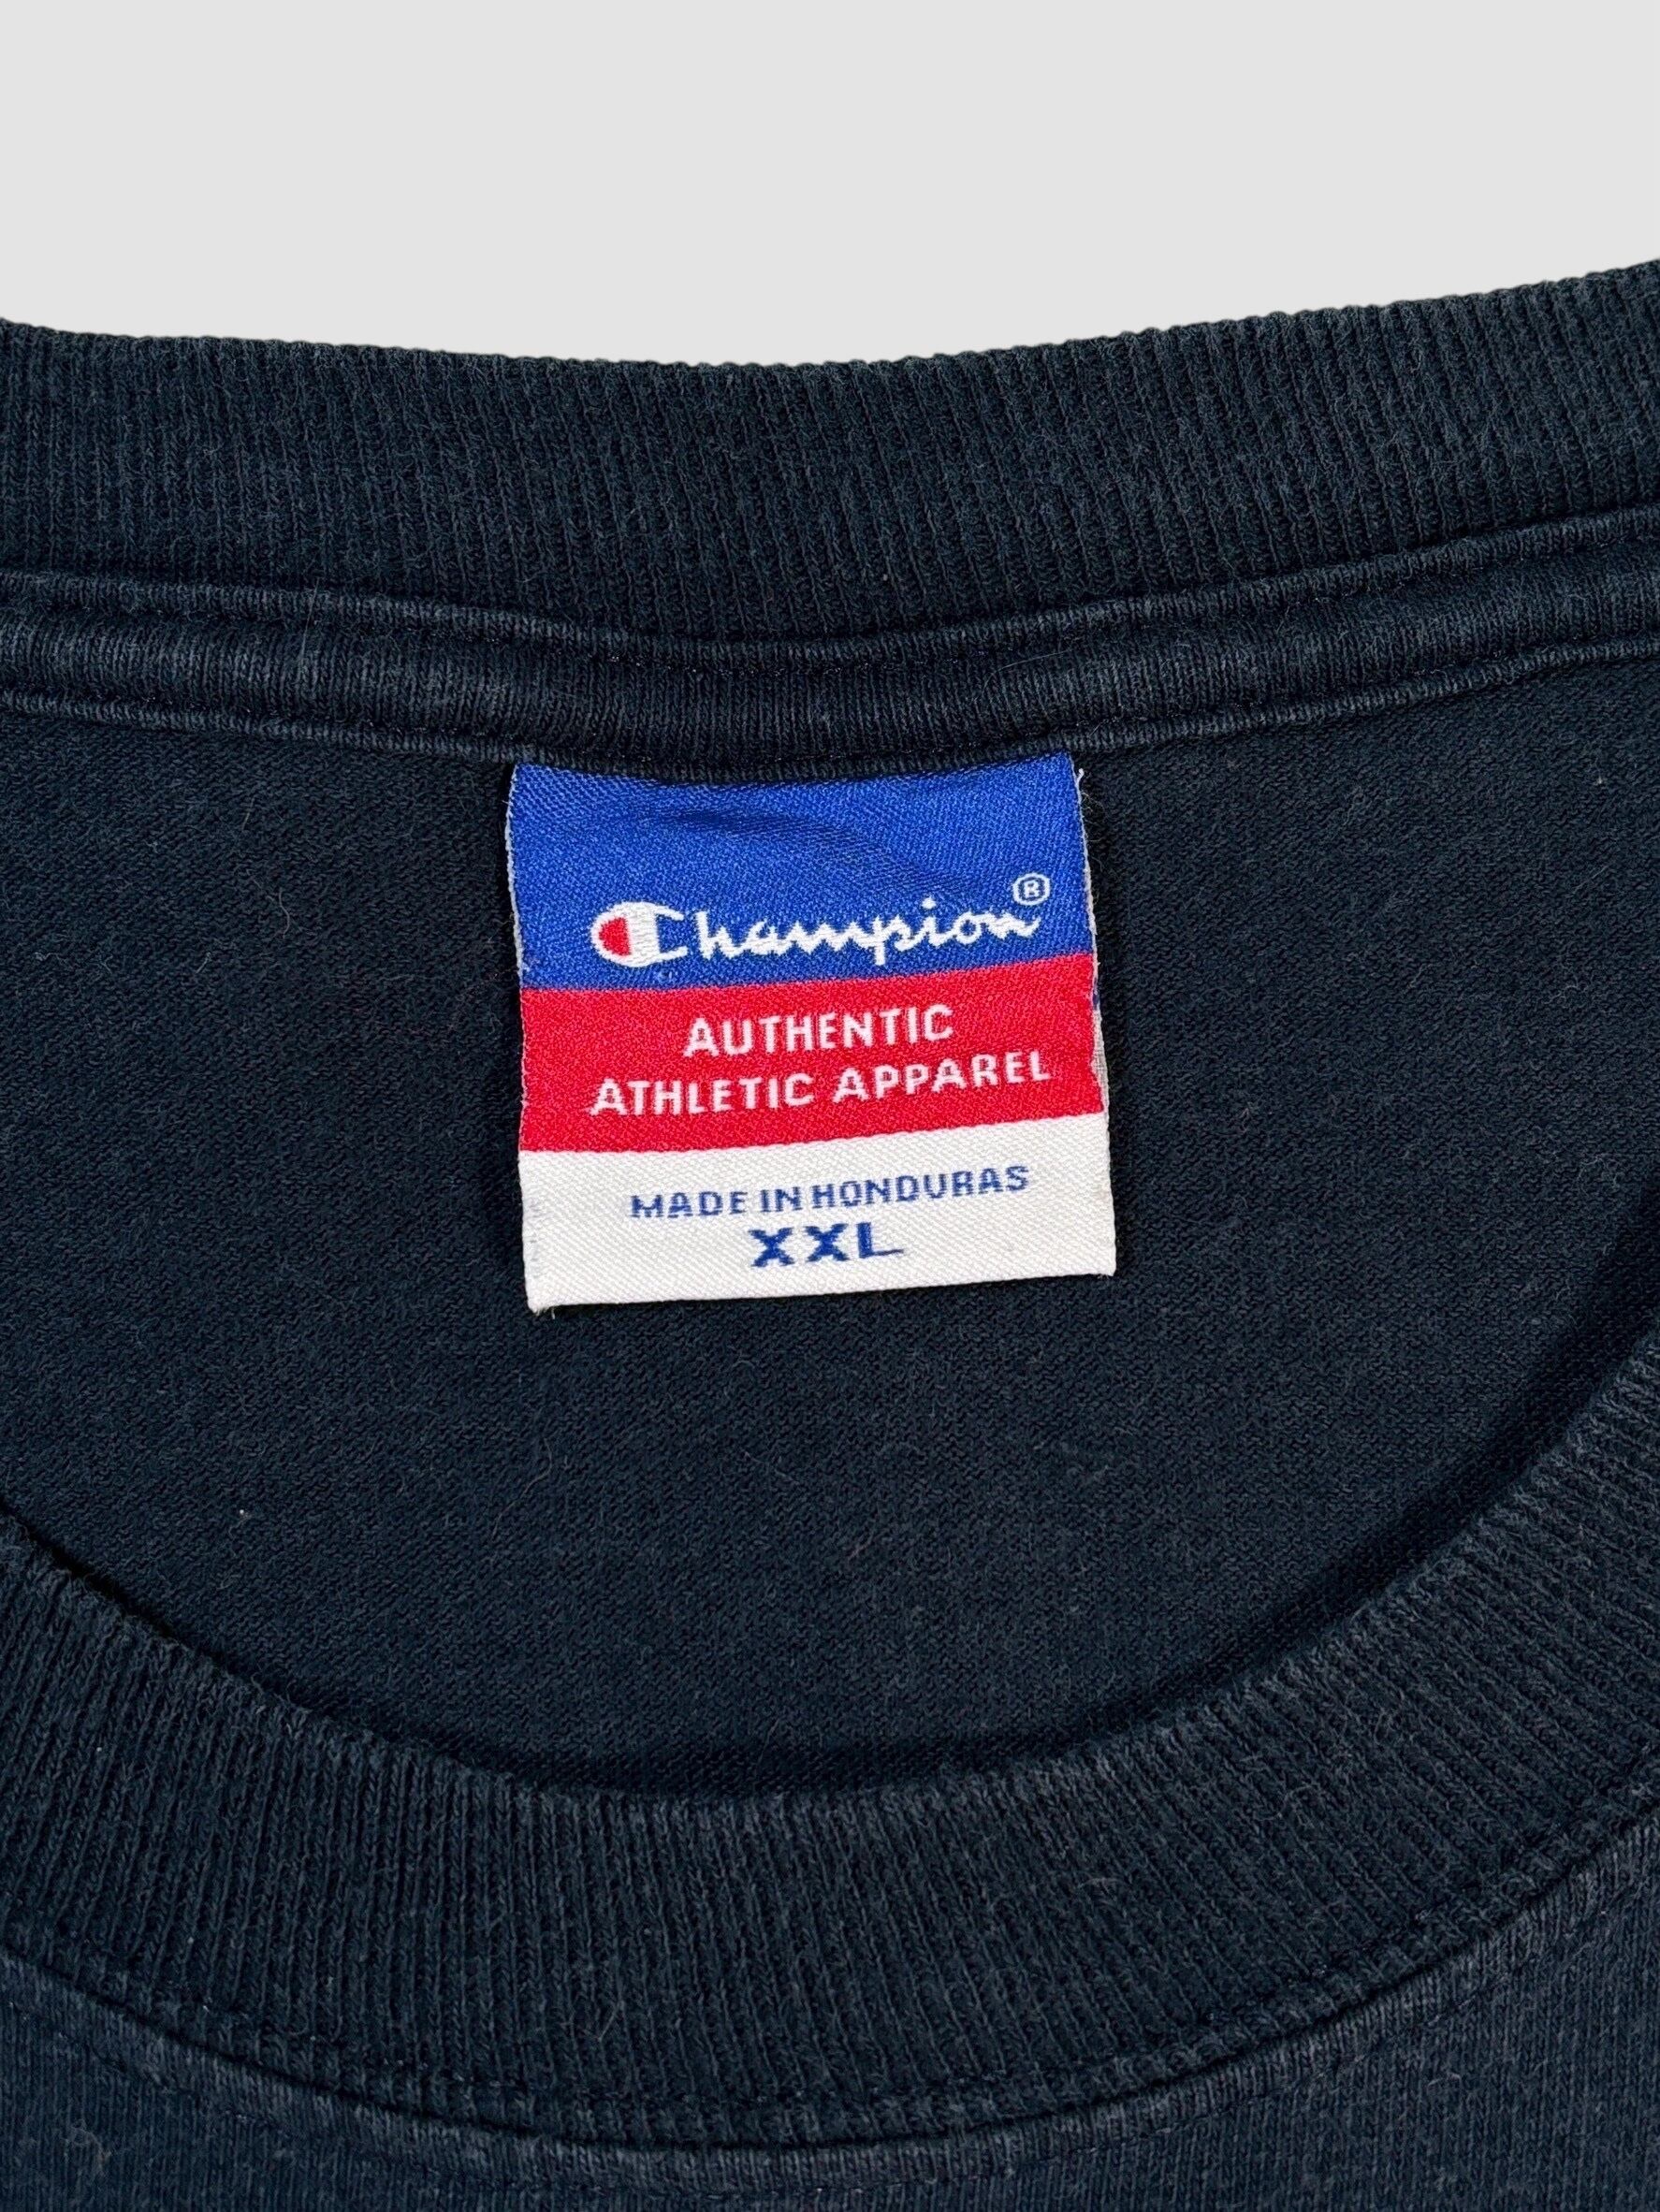 Champion®
AUTHENTIC
ATHLETIC APPAREL
MADE IN HONDURAS
XXL